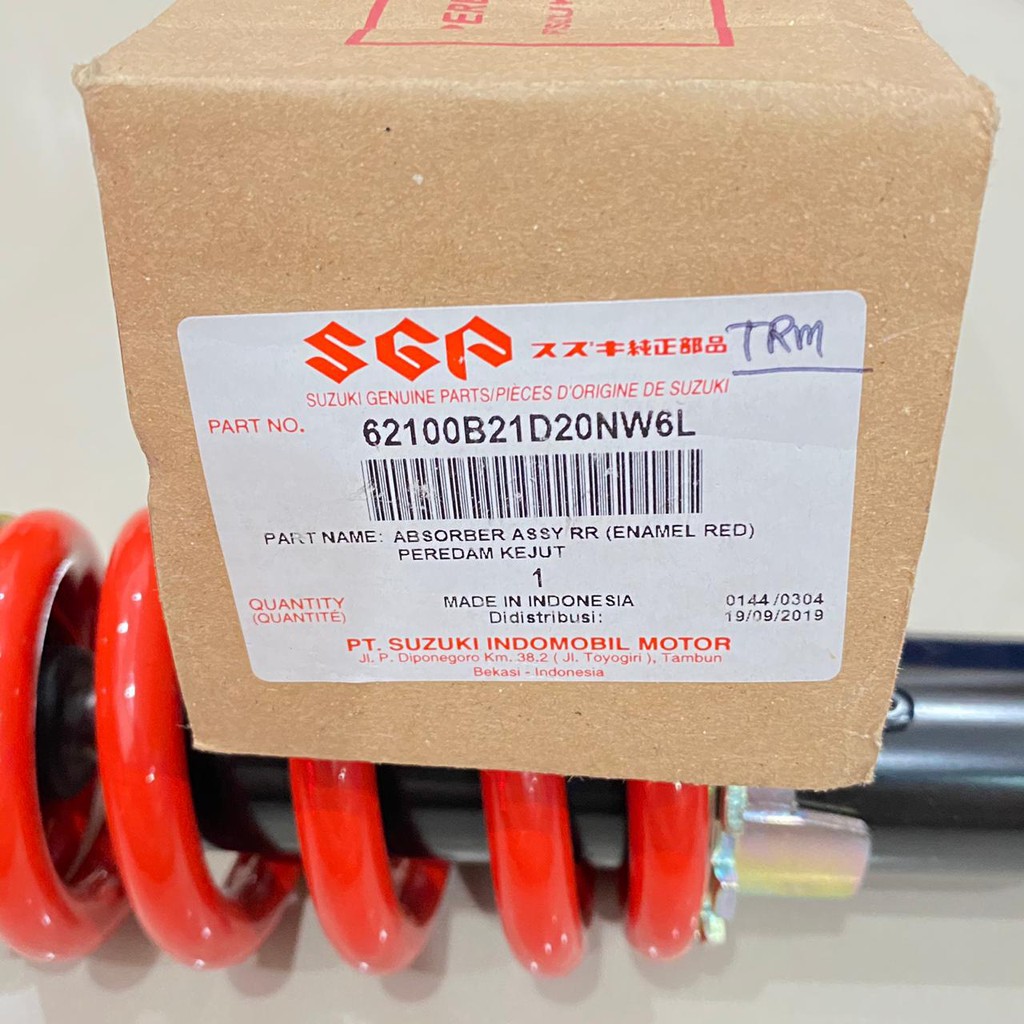 SGP スズキ純正部品 TRM
SUZUKI GENUINE PARTS/PIÈCES D'ORIGINE DE SUZUKI
PART NO. 62100B21D20NW6L
PART NAME: ABSORBER ASSY RR (ENAMEL RED)
PEREDAM KEJUT
1
QUANTITY MADE IN INDONESIA 0144/0304
(QUANTITÉ) Didistribusi: 19/09/2019
PT. SUZUKI INDOMOBIL MOTOR
Jl. P. Diponegoro Km. 38.2 ( Jl. Toyogiri ), Tambun
Bekasi - Indonesia